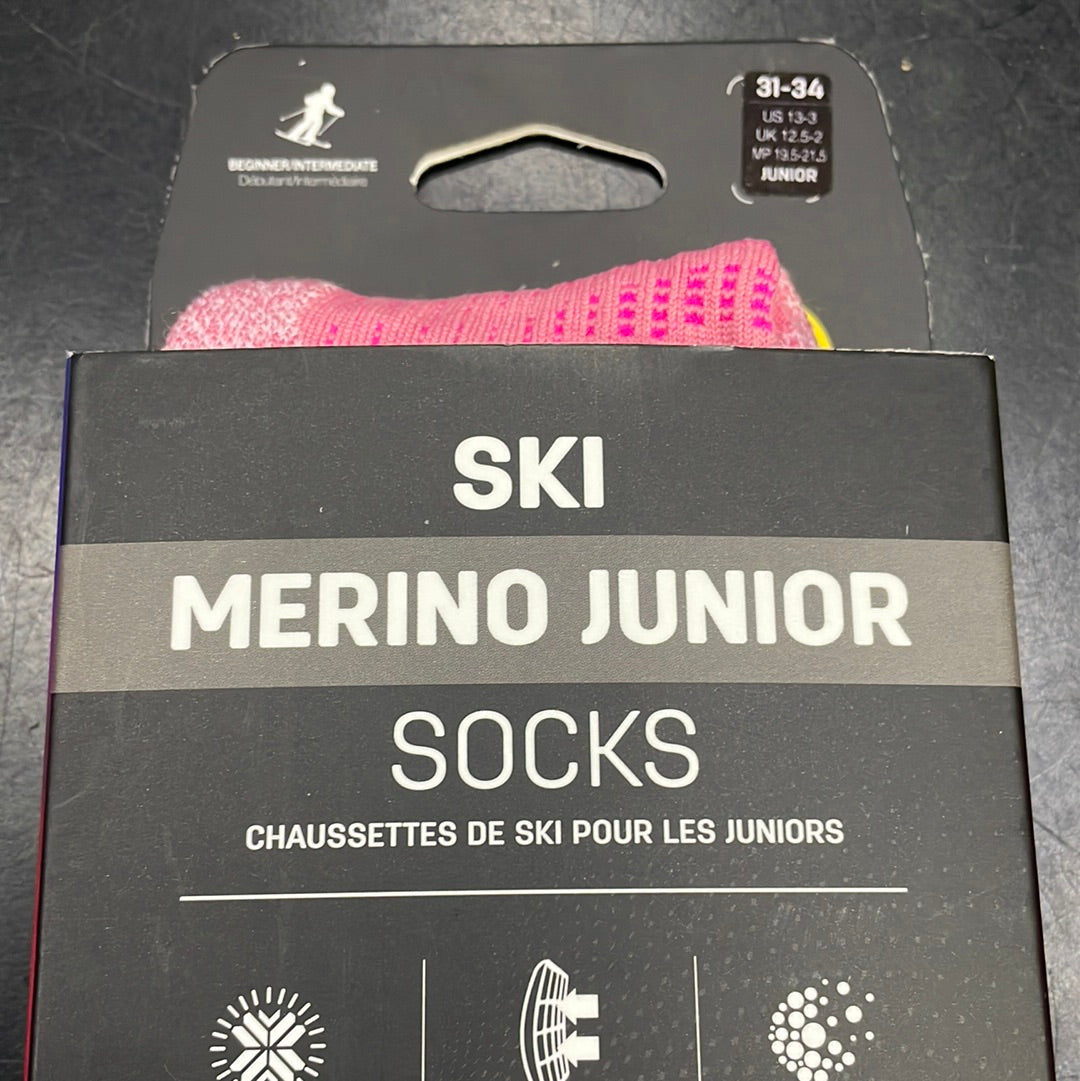 BEGINNER/INTERMEDIATE
Débutant/Intermédiaire
31-34
US 13-3
UK 12.5-2
MP 19.5-21.5
JUNIOR
SKI
MERINO JUNIOR
SOCKS
CHAUSSETTES DE SKI POUR LES JUNIORS